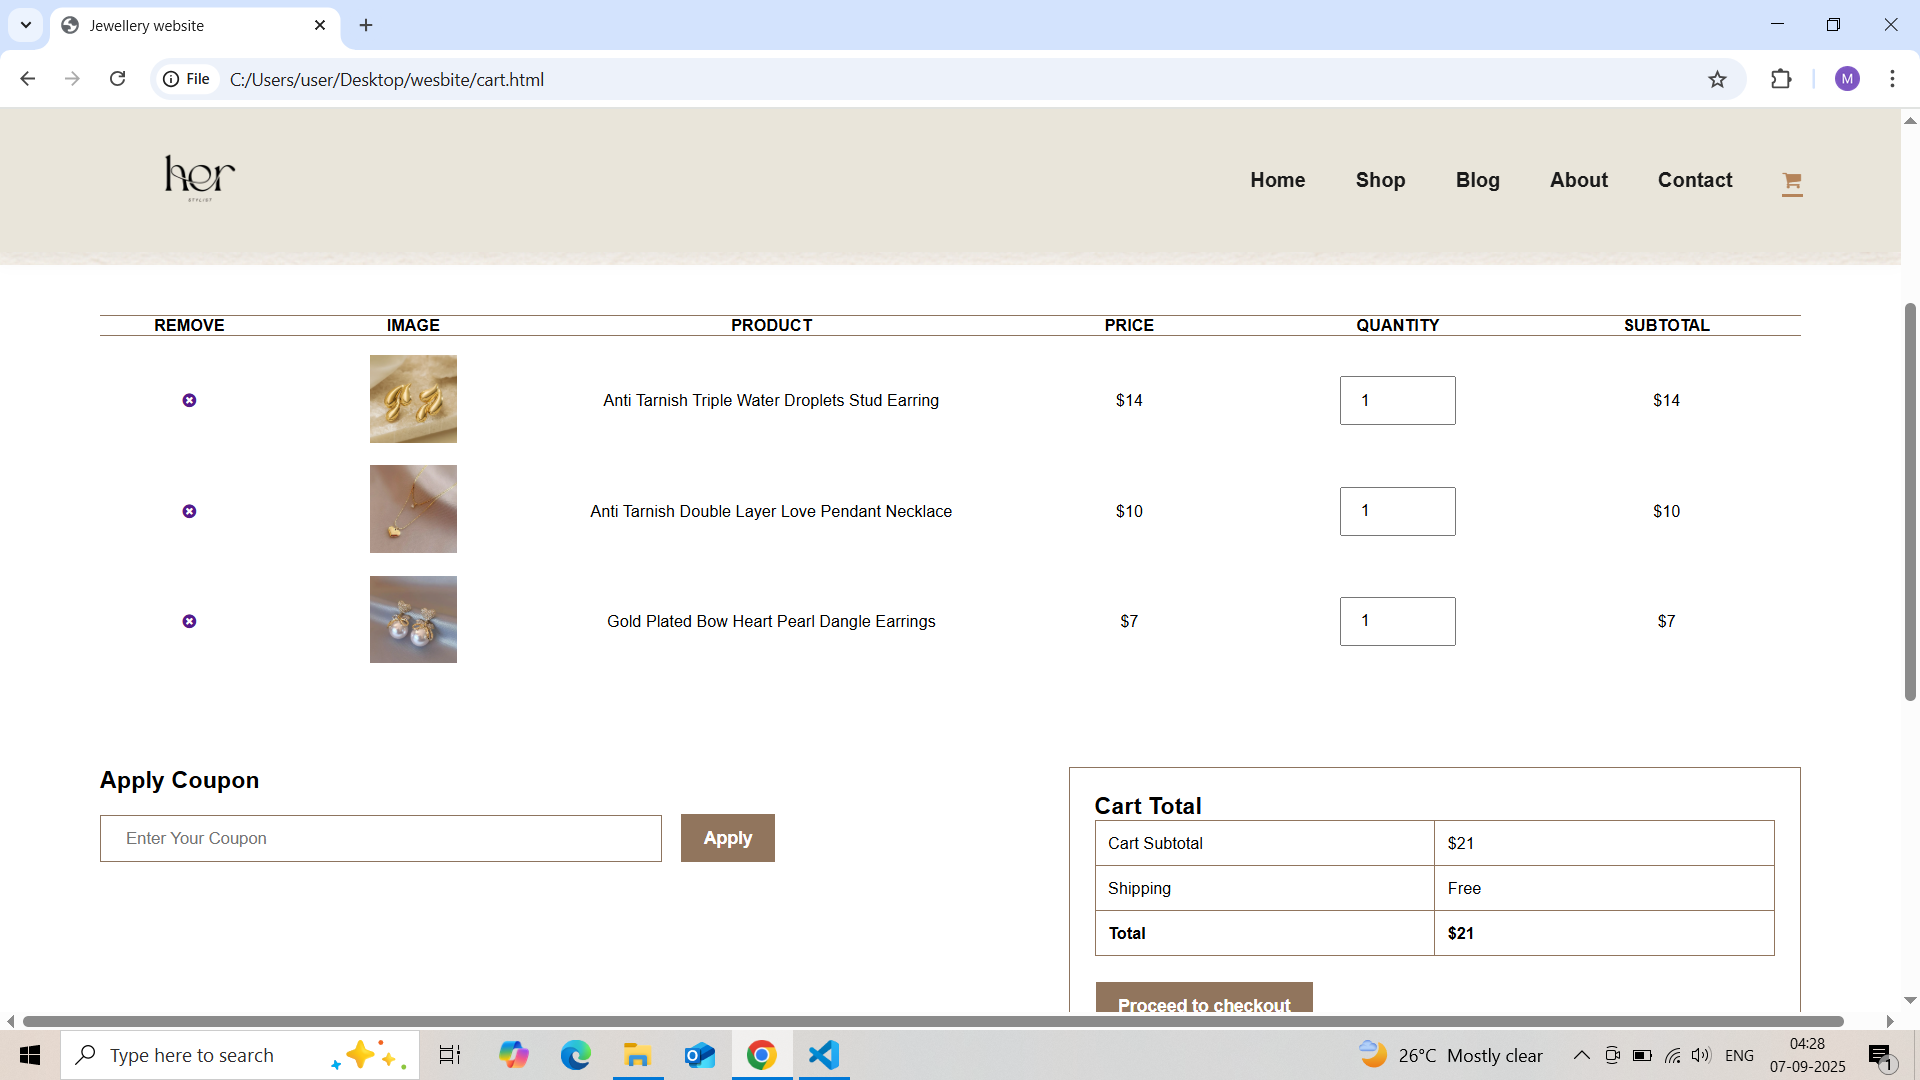 Jewellery website
File
C:/Users/user/Desktop/wesbite/cart.html
M
her
STYLIST
Home
Shop
Blog
About
Contact
REMOVE IMAGE PRODUCT PRICE QUANTITY SUBTOTAL
Anti Tarnish Triple Water Droplets Stud Earring $14 1 $14
Anti Tarnish Double Layer Love Pendant Necklace $10 1 $10
Gold Plated Bow Heart Pearl Dangle Earrings $7 1 $7
Apply Coupon
Enter Your Coupon
Apply
Cart Total
Cart Subtotal $21
Shipping Free
Total $21
Proceed to checkout
Type here to search
26°C Mostly clear
ENG
04:28
07-09-2025
1